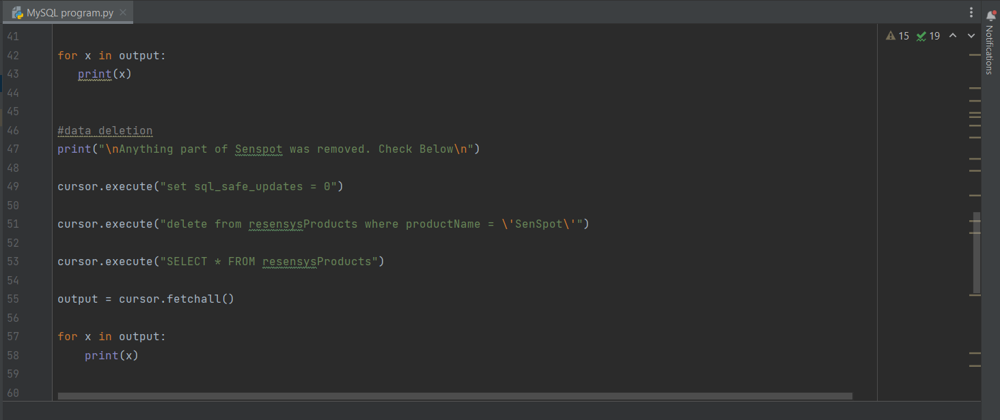 MySQL program.py
15 19
Notifications
41
42 for x in output:
43    print(x)
44
45
46 #data deletion
47 print("\nAnything part of Senspot was removed. Check Below\n")
48
49 cursor.execute("set sql_safe_updates = 0")
50
51 cursor.execute("delete from resensysProducts where productName = \'SenSpot\'")
52
53 cursor.execute("SELECT * FROM resensysProducts")
54
55 output = cursor.fetchall()
56
57 for x in output:
58     print(x)
59
60